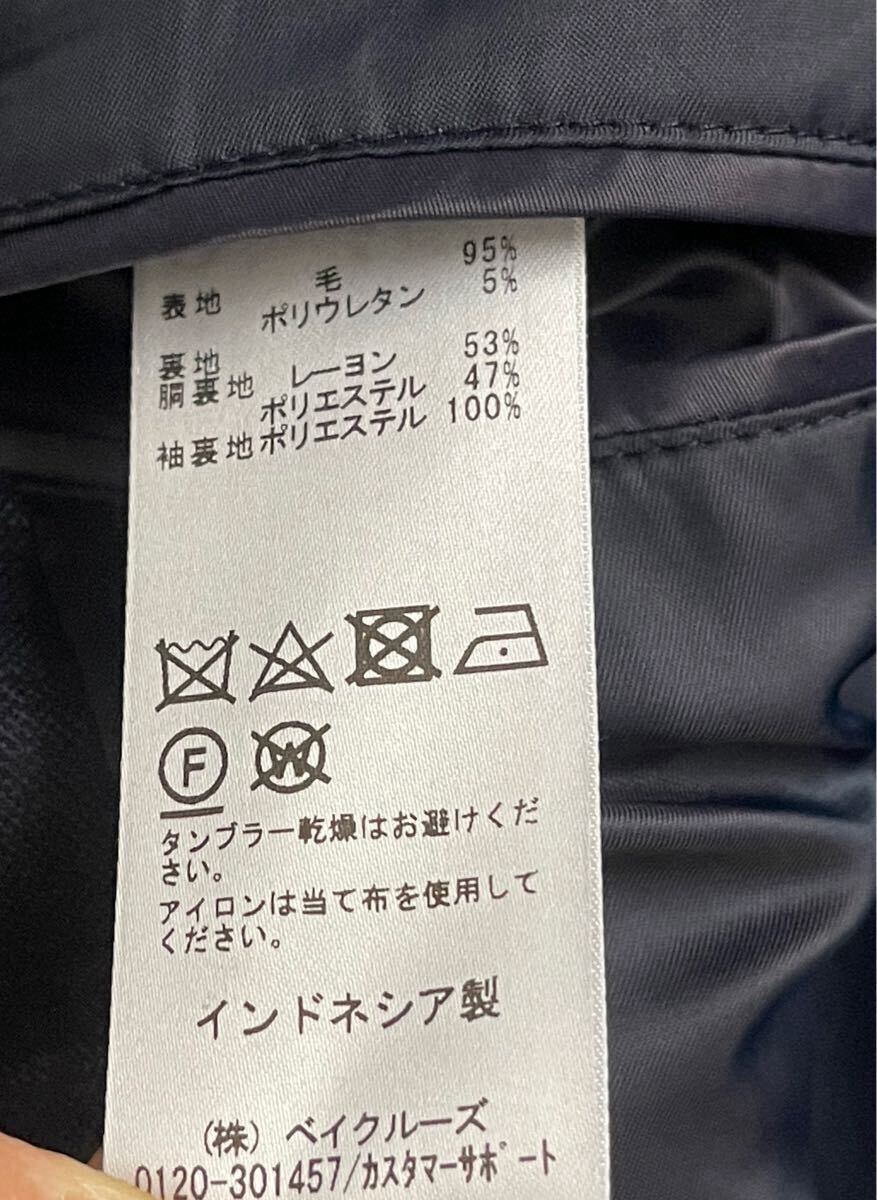 表地 毛 95%
ポリウレタン 5%
裏地
胴裏地 レーヨン 53%
ポリエステル 47%
袖裏地 ポリエステル 100%
F W
タンブラー乾燥はお避けくだ
さい。
アイロンは当て布を使用して
ください。
インドネシア製
(株) ベイクルーズ
0120-301457/カスタマーサポート